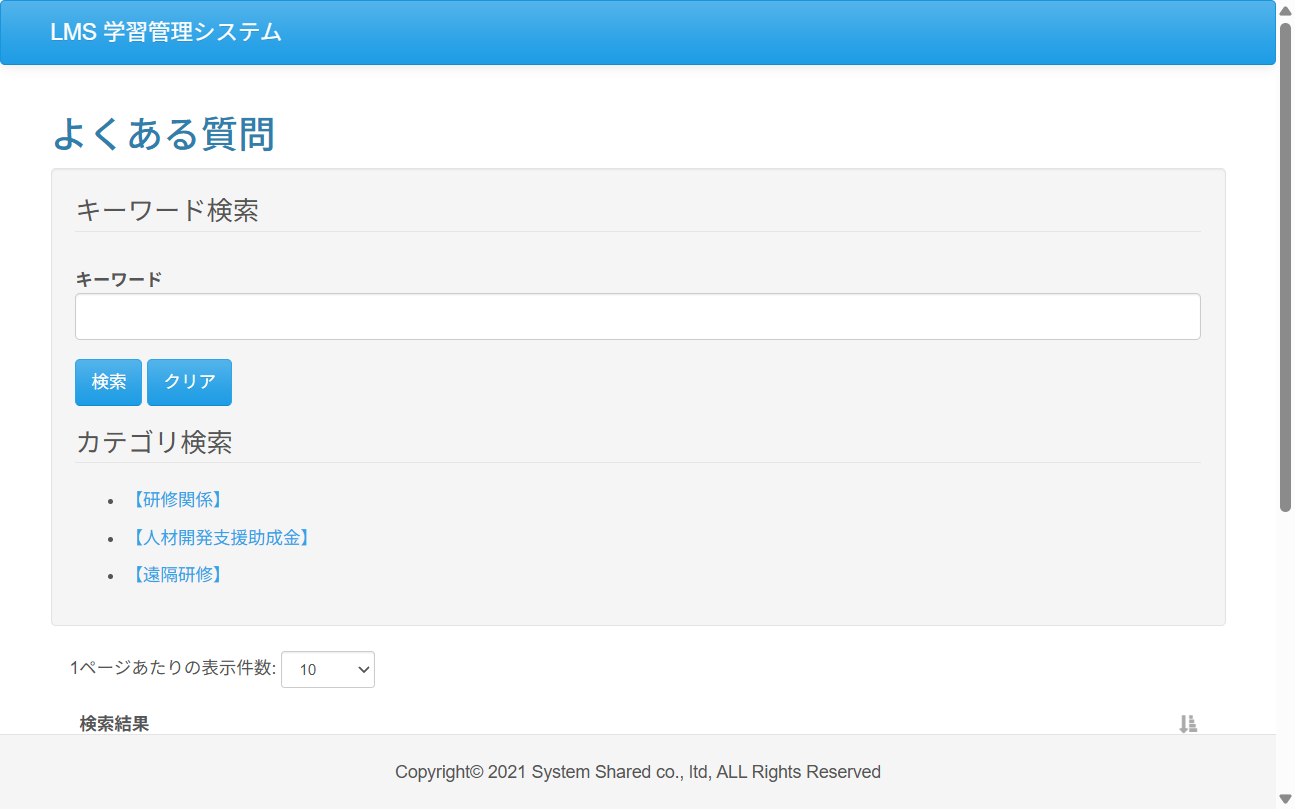 LMS 学習管理システム
よくある質問
キーワード検索
キーワード
検索 クリア
カテゴリ検索
【研修関係】
【人材開発支援助成金】
【遠隔研修】
1ページあたりの表示件数: 10
検索結果
Copyright© 2021 System Shared co., ltd, ALL Rights Reserved